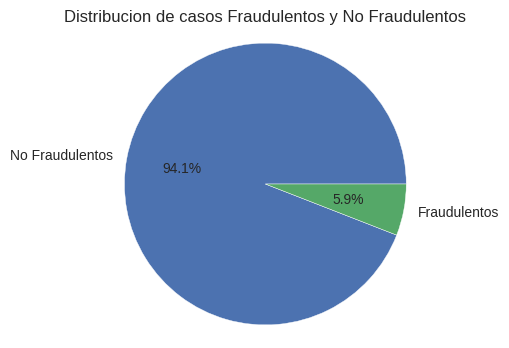 Distribucion de casos Fraudulentos y No Fraudulentos
No Fraudulentos
94.1%
5.9%
Fraudulentos